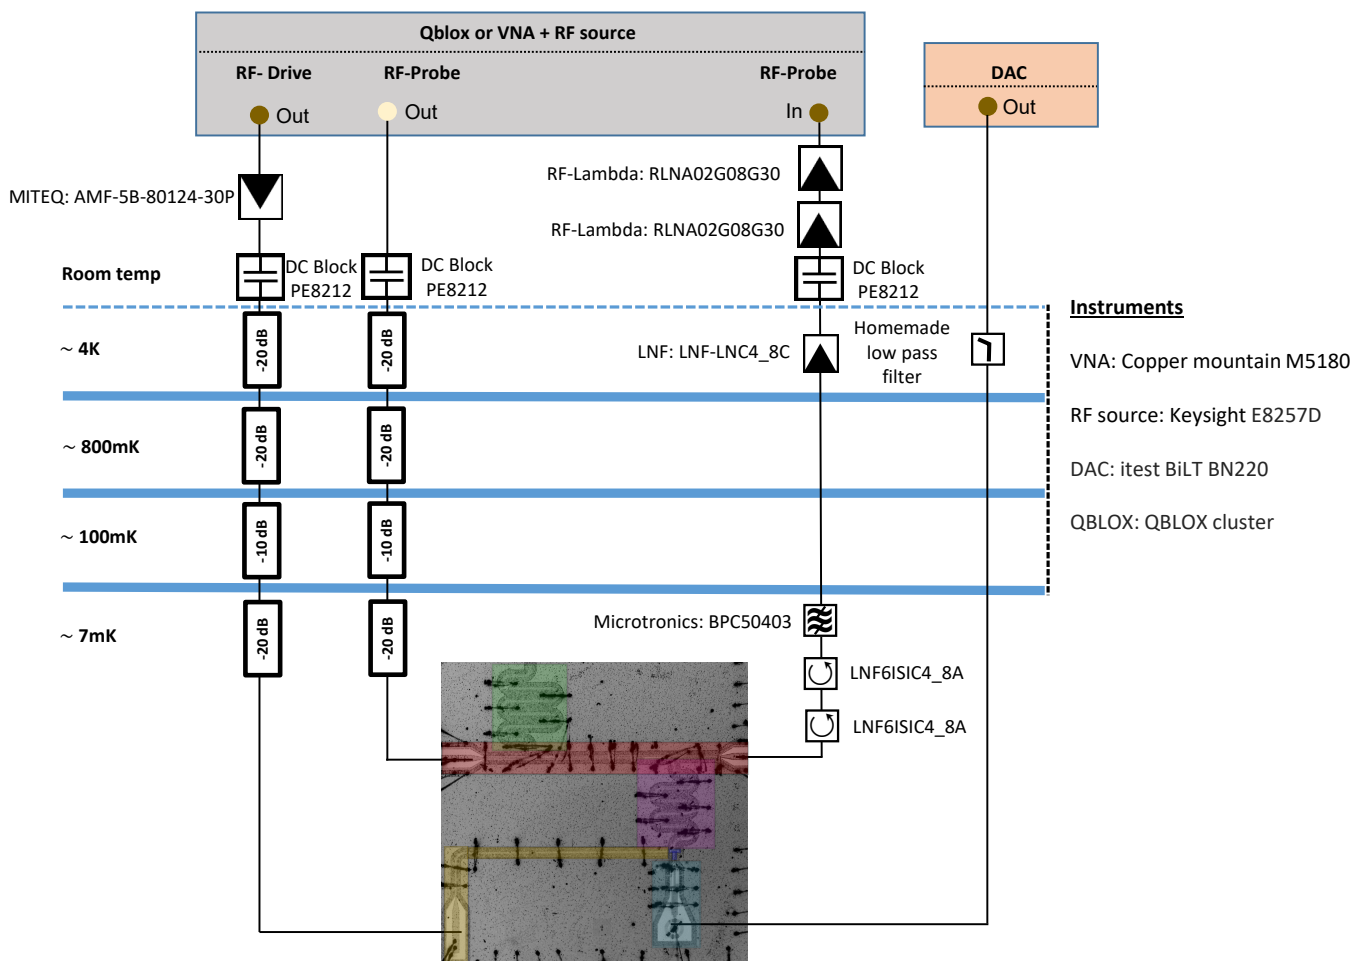 Qblox or VNA + RF source
RF- Drive
RF-Probe
RF-Probe
DAC
Out
Out
In
Out
MITEQ: AMF-5B-80124-30P
RF-Lambda: RLNA02G08G30
RF-Lambda: RLNA02G08G30
Room temp
DC Block
PE8212
DC Block
PE8212
DC Block
PE8212
~ 4K
-20 dB
-20 dB
LNF: LNF-LNC4_8C
Homemade
low pass
filter
~ 800mK
-20 dB
-20 dB
~ 100mK
-10 dB
-10 dB
~ 7mK
-20 dB
-20 dB
Microtronics: BPC50403
LNF6ISIC4_8A
LNF6ISIC4_8A
Instruments
VNA: Copper mountain M5180
RF source: Keysight E8257D
DAC: itest BiLT BN220
QBLOX: QBLOX cluster